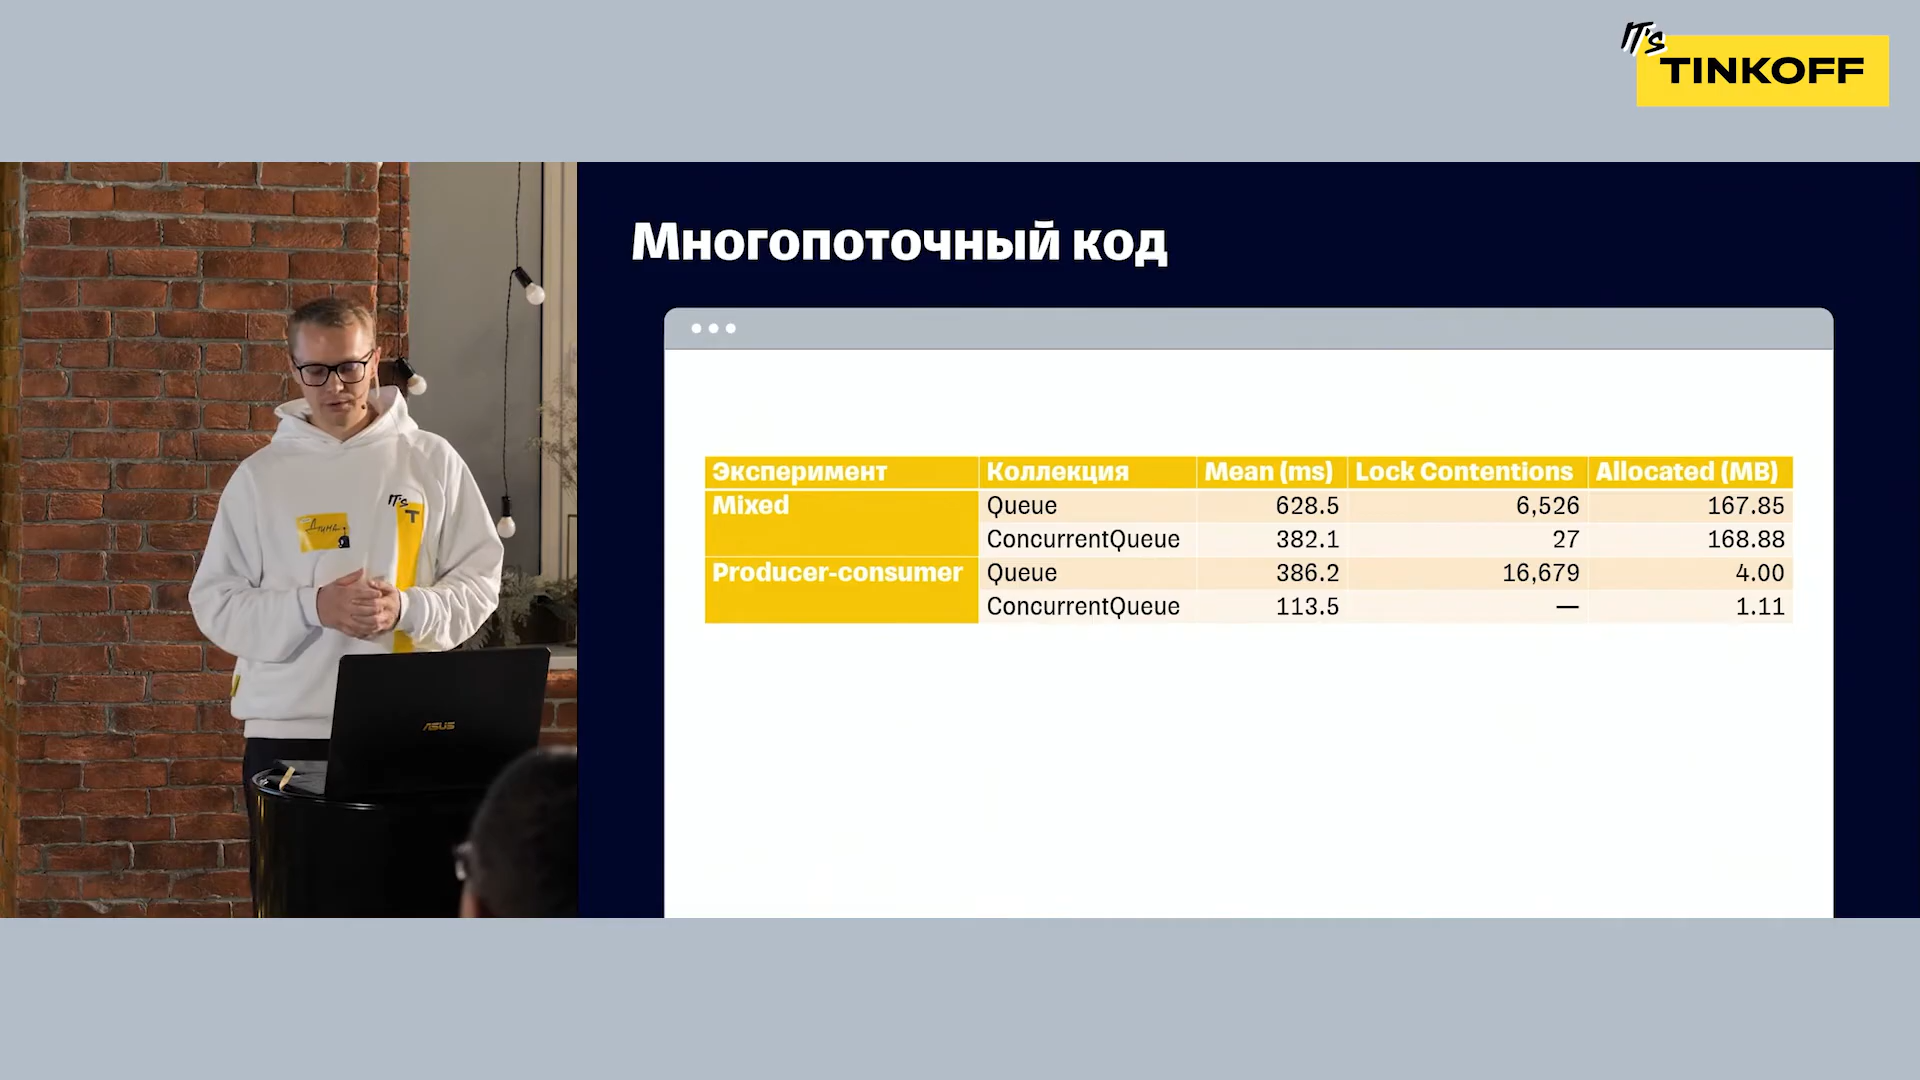 IT's
TINKOFF
Многопоточный код
Эксперимент Коллекция Mean (ms) Lock Contentions Allocated (MB)
Mixed Queue 628.5 6,526 167.85
ConcurrentQueue 382.1 27 168.88
Producer-consumer Queue 386.2 16,679 4.00
ConcurrentQueue 113.5 — 1.11
IT's
T
ASUS